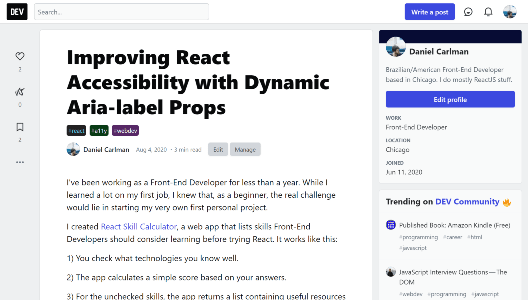 DEV
Search...
Write a post
Improving React
Accessibility with Dynamic
Aria-label Props
#react #a11y #webdev
Daniel Carlman Aug 4, 2020 · 3 min read Edit Manage
I've been working as a Front-End Developer for less than a year. While I
learned a lot on my first job, I knew that, as a beginner, the real challenge
would lie in starting my very own first personal project.
I created React Skill Calculator, a web app that lists skills Front-End
Developers should consider learning before trying React. It works like this:
1) You check what technologies you know well.
2) The app calculates a simple score based on your answers.
3) For the unchecked skills, the app returns a list containing useful resources
0
2
Daniel Carlman
Brazilian/American Front-End Developer
based in Chicago. I do mostly ReactJS stuff.
Edit profile
WORK
Front-End Developer
LOCATION
Chicago
JOINED
Jun 11, 2020
Trending on DEV Community
Published Book: Amazon Kindle (Free)
#programming #career #html
#javascript
JavaScript Interview Questions — The
DOM
#webdev #programming #javascript